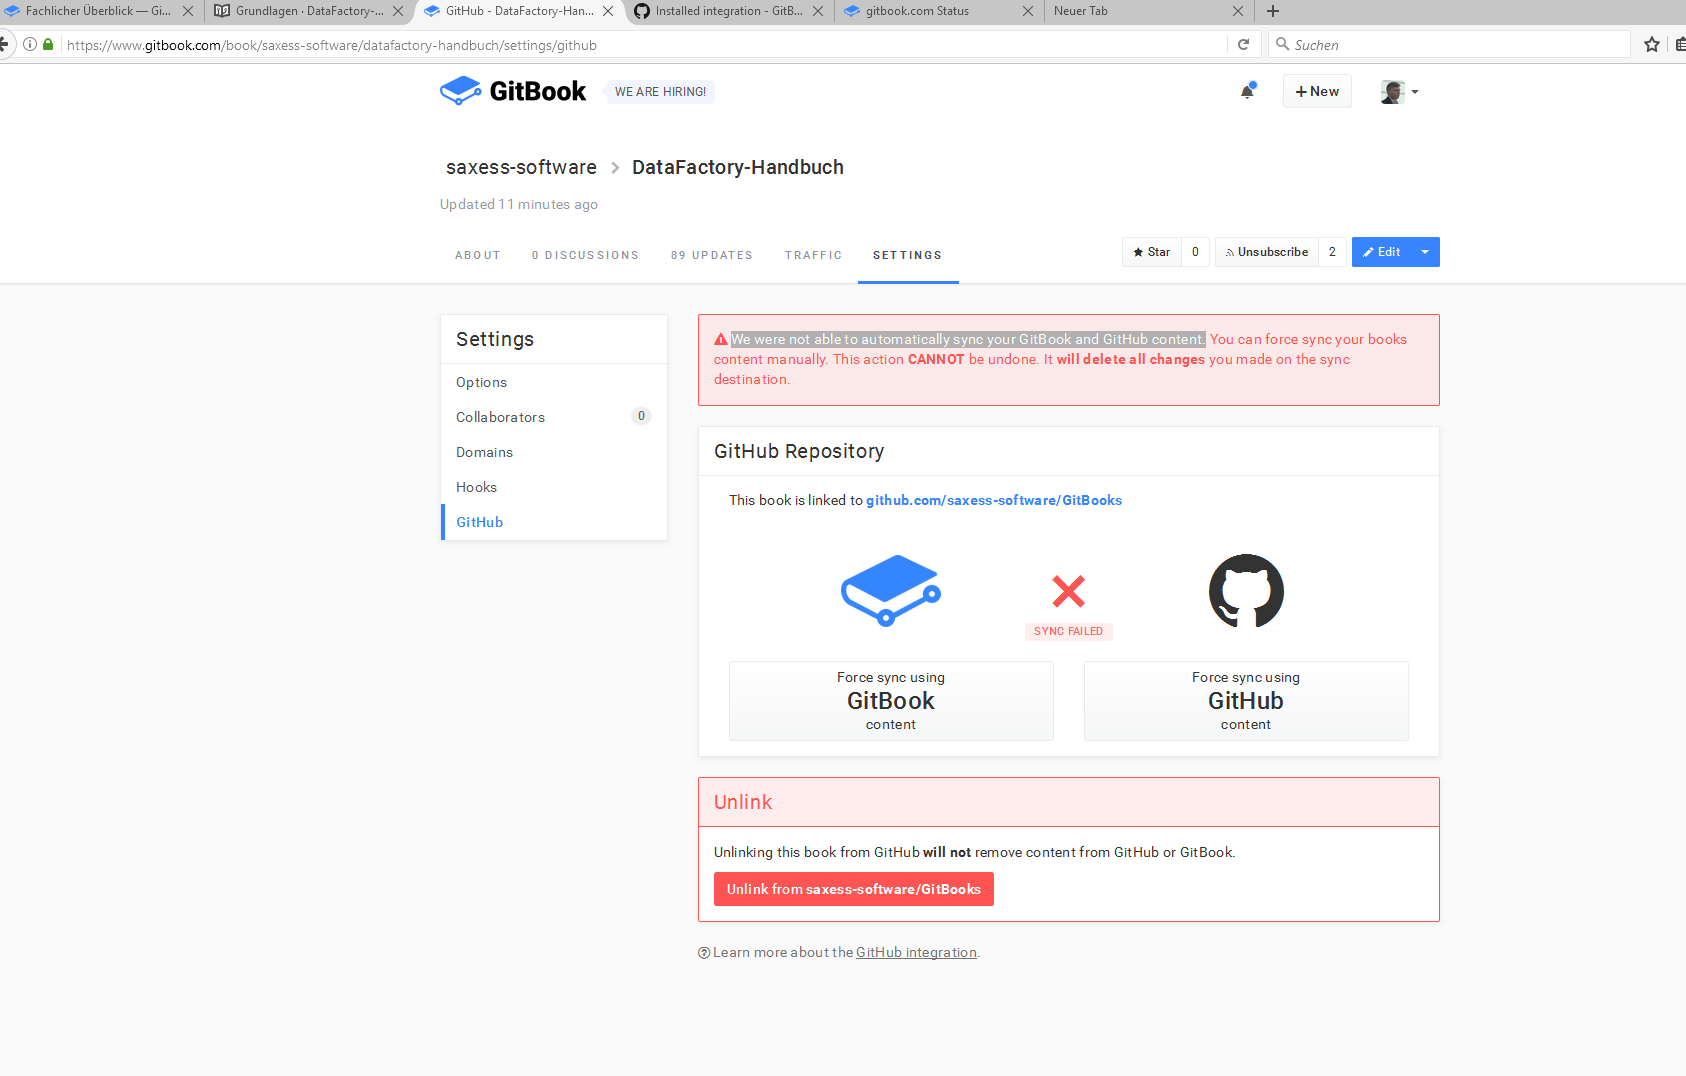 Fachlicher Überblick — Gi...
Grundlagen · DataFactory-...
GitHub - DataFactory-Han...
Installed integration - GitB...
gitbook.com Status
Neuer Tab
https://www.gitbook.com/book/saxess-software/datafactory-handbuch/settings/github
Suchen
GitBook
WE ARE HIRING!
+ New
saxess-software > DataFactory-Handbuch
Updated 11 minutes ago
ABOUT
0 DISCUSSIONS
89 UPDATES
TRAFFIC
SETTINGS
Star 0
Unsubscribe 2
Edit
Settings
Options
Collaborators 0
Domains
Hooks
GitHub
We were not able to automatically sync your GitBook and GitHub content. You can force sync your books
content manually. This action CANNOT be undone. It will delete all changes you made on the sync
destination.
GitHub Repository
This book is linked to github.com/saxess-software/GitBooks
SYNC FAILED
Force sync using
GitBook
content
Force sync using
GitHub
content
Unlink
Unlinking this book from GitHub will not remove content from GitHub or GitBook.
Unlink from saxess-software/GitBooks
Learn more about the GitHub integration.